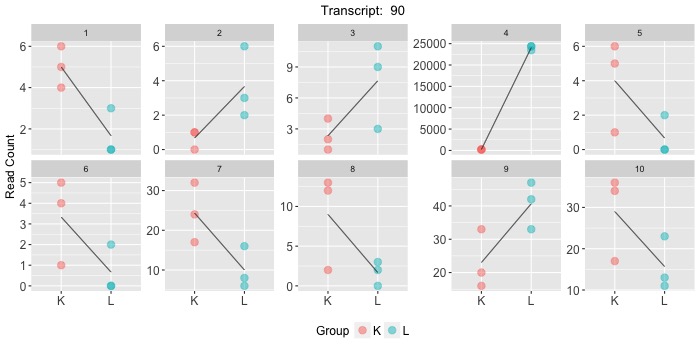 Transcript: 90
1 2 3 4 5
6 6 9 25000 6
4 4 6 20000 4
2 2 3 15000 2
0 10000 0
5000
0
Read Count
6 7 8 9 10
5 30 10 40 30
4 20 5 30 20
3 10 0 20 10
2
1
0
K L K L K L K L K L
Group K L